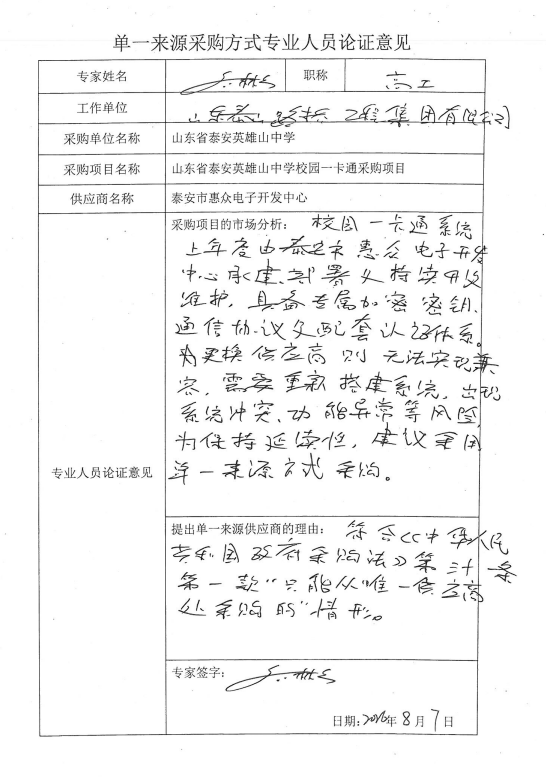 单一来源采购方式专业人员论证意见
专家姓名 职称 高工
工作单位 山东泰山路桥工程集团有限公司
采购单位名称 山东省泰安英雄山中学
采购项目名称 山东省泰安英雄山中学校园一卡通采购项目
供应商名称 泰安市惠众电子开发中心
专业人员论证意见
采购项目的市场分析：校园一卡通系统
上年度由泰安市惠众电子开发
中心承建、部署及持续开发
维护，具备专属加密密钥、
通信协议及配套认证体系。
为更换供应商则无法实现兼
容，需要重新搭建系统，出现
系统冲突、功能异常等风险，
为保持延续性，建议采用
单一来源方式采购。
提出单一来源供应商的理由：符合《中华人民
共和国政府采购法》第三十一条
第一款“只能从唯一供应商
处采购的”情形。
专家签字：
日期：2026年8月7日